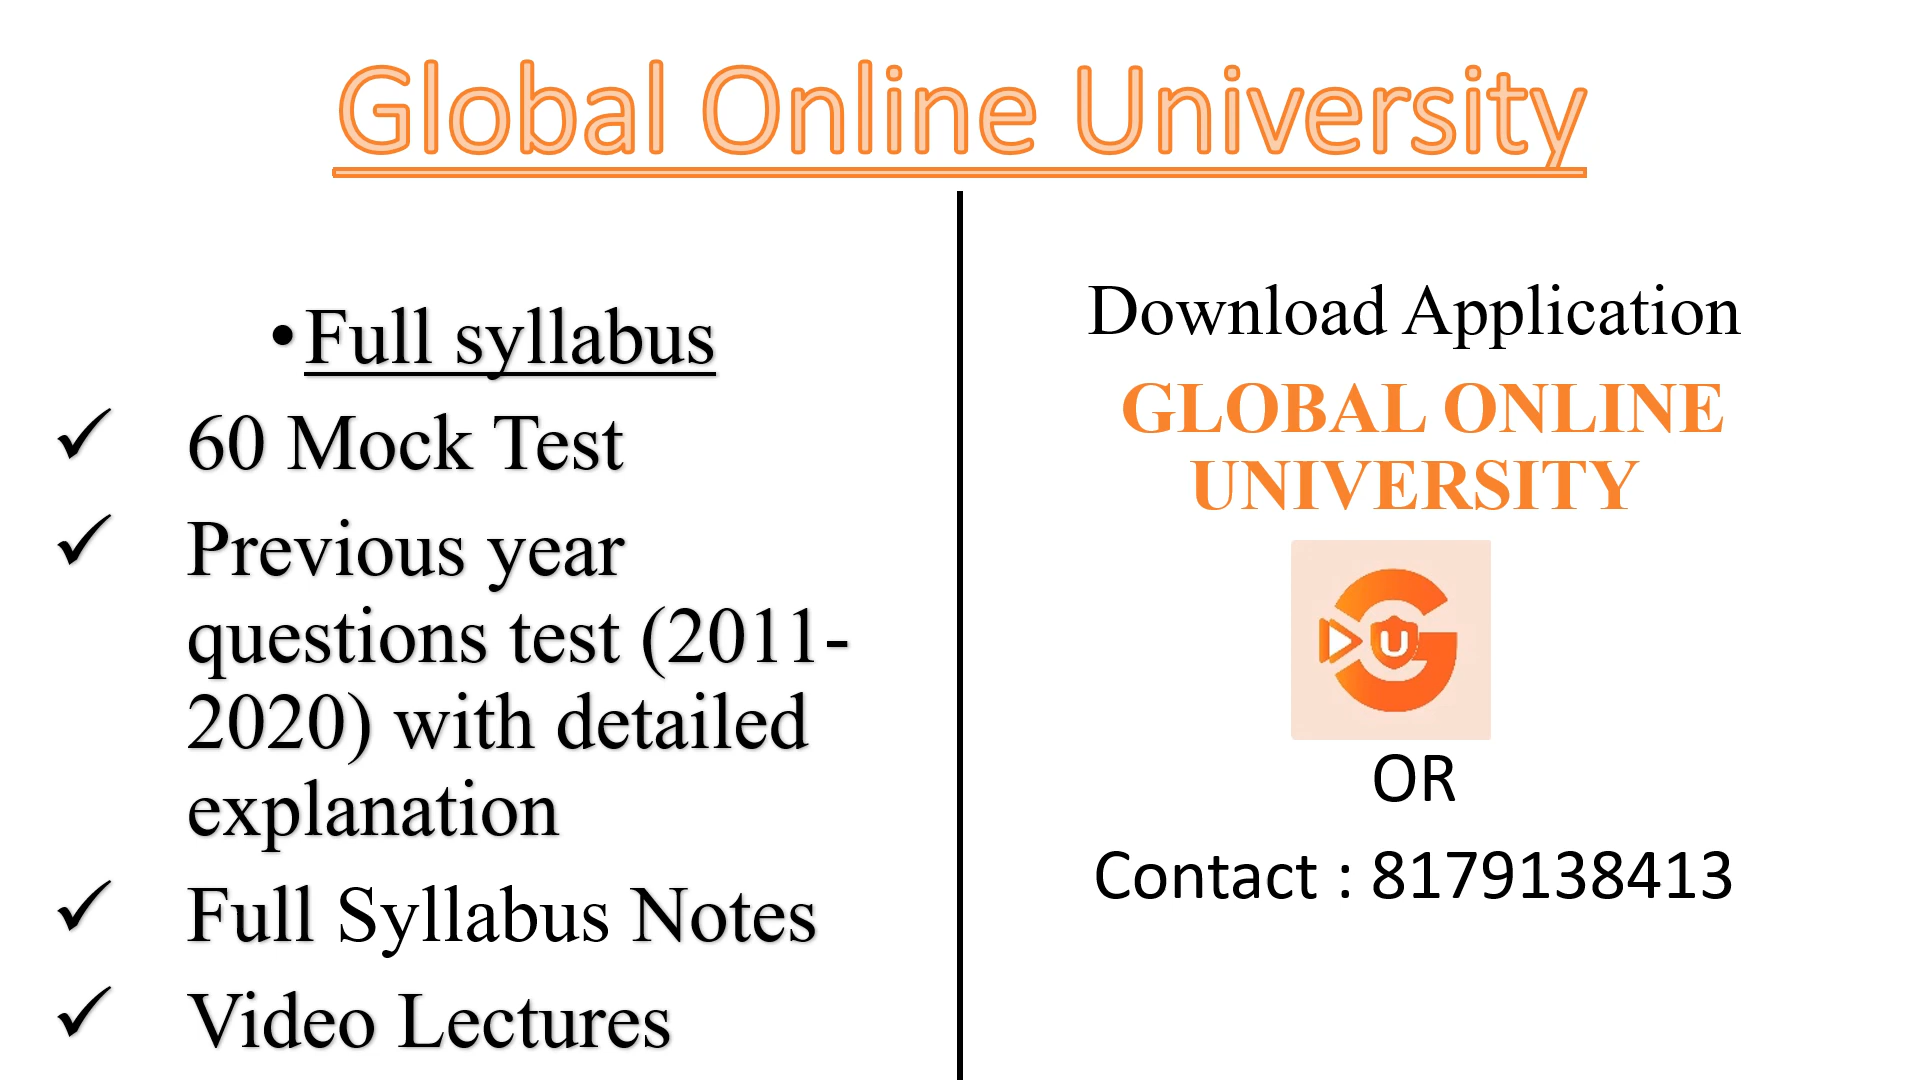 Global Online University
•Full syllabus
✓ 60 Mock Test
✓ Previous year
questions test (2011-
2020) with detailed
explanation
✓ Full Syllabus Notes
✓ Video Lectures
Download Application
GLOBAL ONLINE
UNIVERSITY
U
OR
Contact : 8179138413